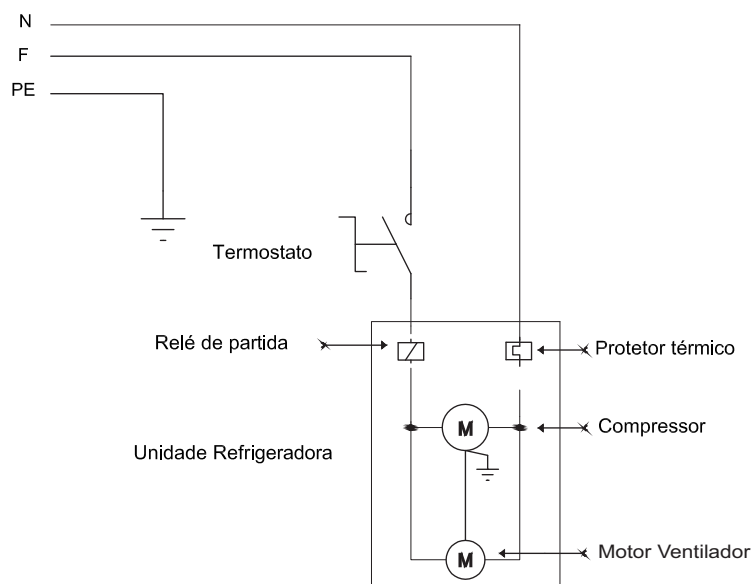 N
F
PE
Termostato
Relé de partida
Protetor térmico
M
Compressor
Unidade Refrigeradora
M
Motor Ventilador